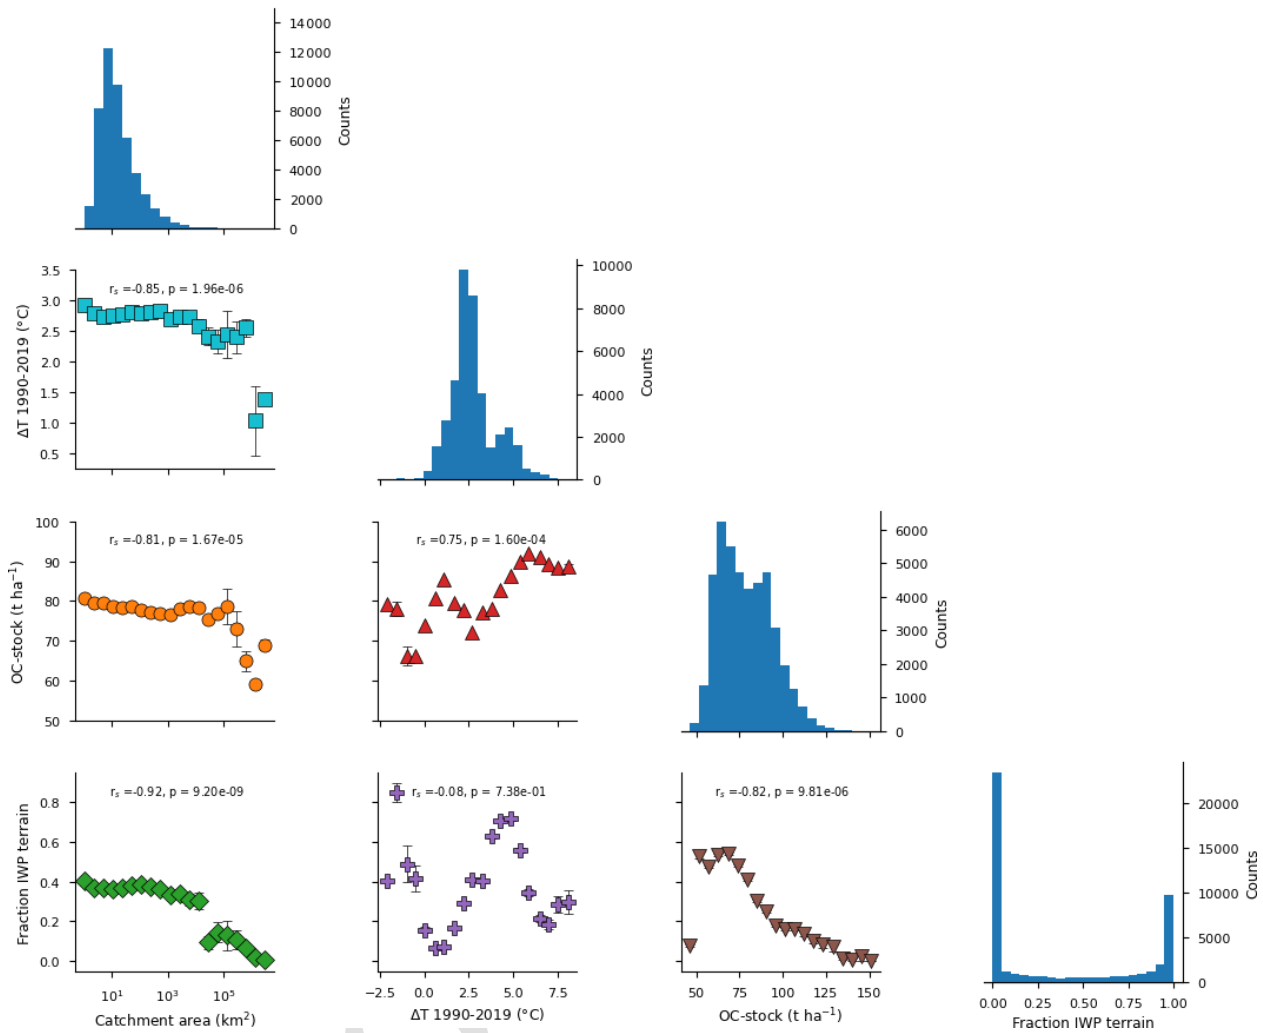 14000
12000
10000
8000
6000
4000
2000
0
Counts
3.5
3.0
2.5
2.0
1.5
1.0
0.5
ΔT 1990-2019 (°C)
rₛ =-0.85, p = 1.96e-06
10000
8000
6000
4000
2000
0
Counts
100
90
80
70
60
50
OC-stock (t ha⁻¹)
rₛ =-0.81, p = 1.67e-05
rₛ =0.75, p = 1.60e-04
6000
5000
4000
3000
2000
1000
0
Counts
0.8
0.6
0.4
0.2
0.0
Fraction IWP terrain
rₛ =-0.92, p = 9.20e-09
rₛ =-0.08, p = 7.38e-01
rₛ =-0.82, p = 9.81e-06
20000
15000
10000
5000
0
Counts
10¹ 10³ 10⁵
Catchment area (km²)
−2.5 0.0 2.5 5.0 7.5
ΔT 1990-2019 (°C)
50 75 100 125 150
OC-stock (t ha⁻¹)
0.00 0.25 0.50 0.75 1.00
Fraction IWP terrain